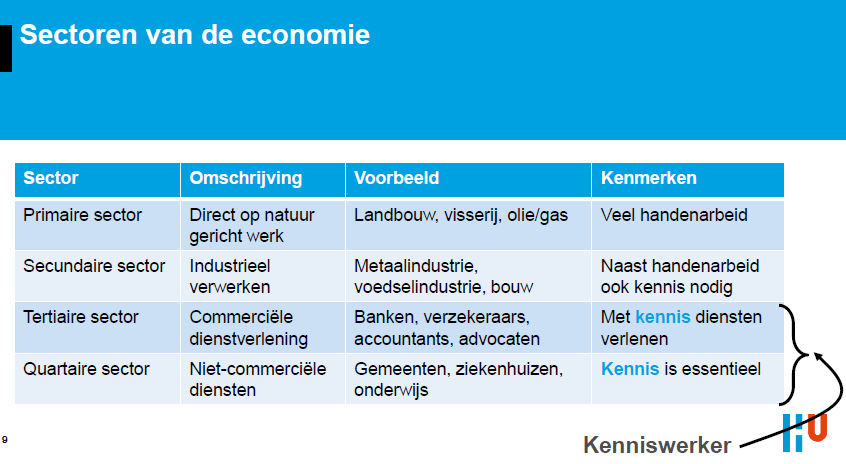 Sectoren van de economie
Sector Omschrijving Voorbeeld Kenmerken
Primaire sector Direct op natuur Landbouw, visserij, olie/gas Veel handenarbeid
gericht werk
Secundaire sector Industrieel Metaalindustrie, Naast handenarbeid
verwerken voedselindustrie, bouw ook kennis nodig
Tertiaire sector Commerciële Banken, verzekeraars, Met kennis diensten
dienstverlening accountants, advocaten verlenen
Quartaire sector Niet-commerciële Gemeenten, ziekenhuizen, Kennis is essentieel
diensten onderwijs
9
HU
Kenniswerker